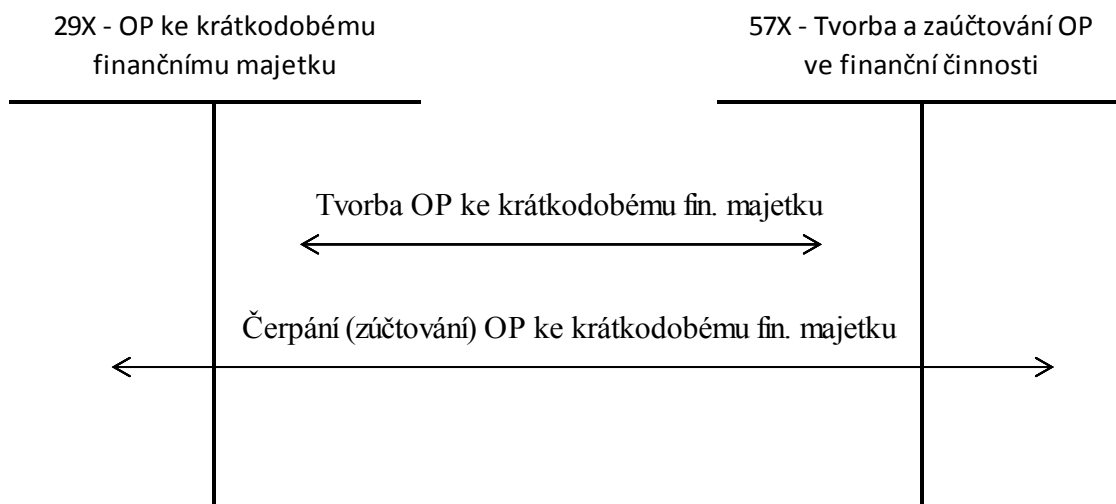 29X - OP ke krátkodobému
finančnímu majetku
57X - Tvorba a zaúčtování OP
ve finanční činnosti
Tvorba OP ke krátkodobému fin. majetku
Čerpání (zúčtování) OP ke krátkodobému fin. majetku